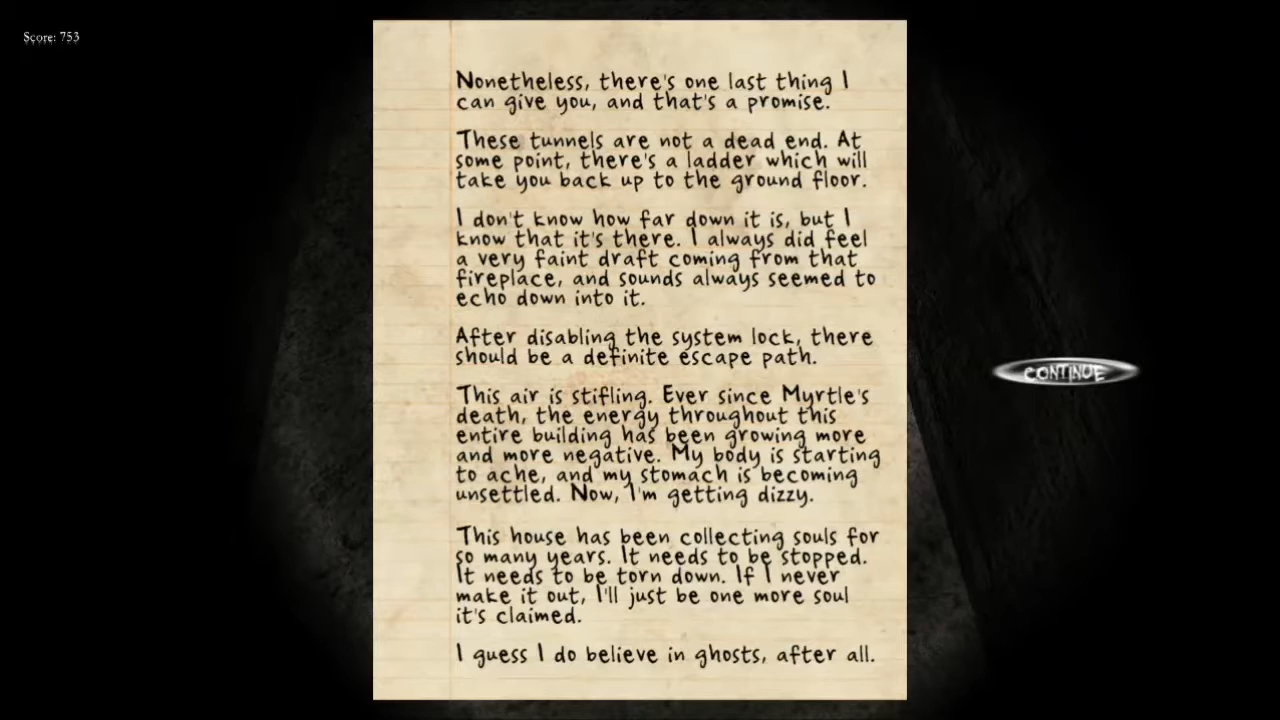 Score: 753
Nonetheless, there's one last thing I
can give you, and that's a promise.
These tunnels are not a dead end. At
some point, there's a ladder which will
take you back up to the ground floor.
I don't know how far down it is, but I
know that it's there. I always did feel
a very faint draft coming from that
fireplace, and sounds always seemed to
echo down into it.
After disabling the system lock, there
should be a definite escape path.
This air is stifling. Ever since Myrtle's
death, the energy throughout this
entire building has been growing more
and more negative. My body is starting
to ache, and my stomach is becoming
unsettled. Now, I'm getting dizzy.
This house has been collecting souls for
so many years. It needs to be stopped.
It needs to be torn down. If I never
make it out, I'll just be one more soul
it's claimed.
I guess I do believe in ghosts, after all.
CONTINUE